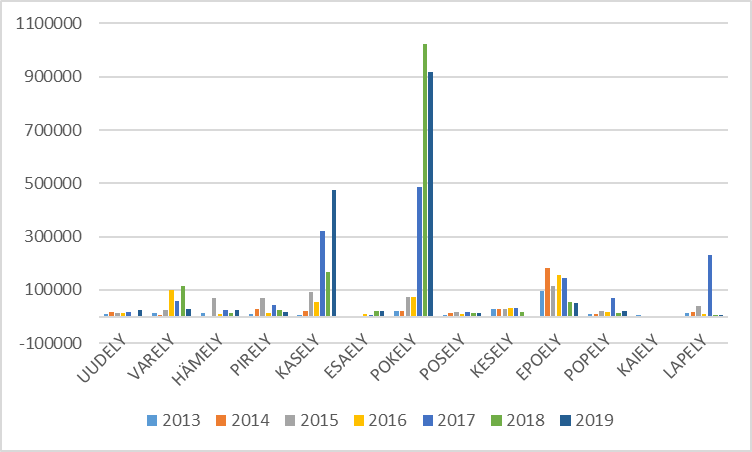 1100000
900000
700000
500000
300000
100000
-100000
UUDELY
VARELY
HÄMELY
PIRELY
KASELY
ESAELY
POKELY
POSELY
KESELY
EPOELY
POPELY
KAIELY
LAPELY
2013 2014 2015 2016 2017 2018 2019